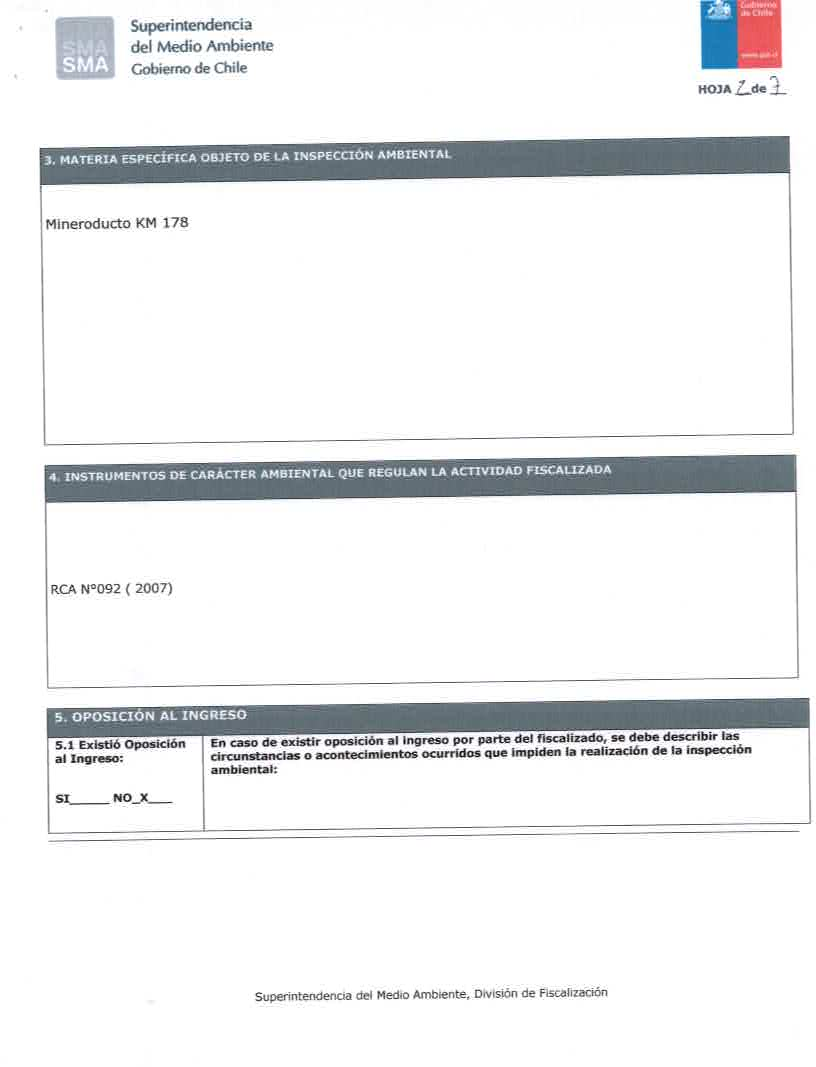 SMA
SMA
Superintendencia
del Medio Ambiente
Gobierno de Chile
Gobierno
de Chile
HOJA 2 de 7
3. MATERIA ESPECÍFICA OBJETO DE LA INSPECCIÓN AMBIENTAL
Mineroducto KM 178
4. INSTRUMENTOS DE CARÁCTER AMBIENTAL QUE REGULAN LA ACTIVIDAD FISCALIZADA
RCA N°092 ( 2007)
5. OPOSICIÓN AL INGRESO
5.1 Existió Oposición
al Ingreso:
SI_____ NO_X___
En caso de existir oposición al ingreso por parte del fiscalizado, se debe describir las
circunstancias o acontecimientos ocurridos que impiden la realización de la inspección
ambiental:
Superintendencia del Medio Ambiente, División de Fiscalización